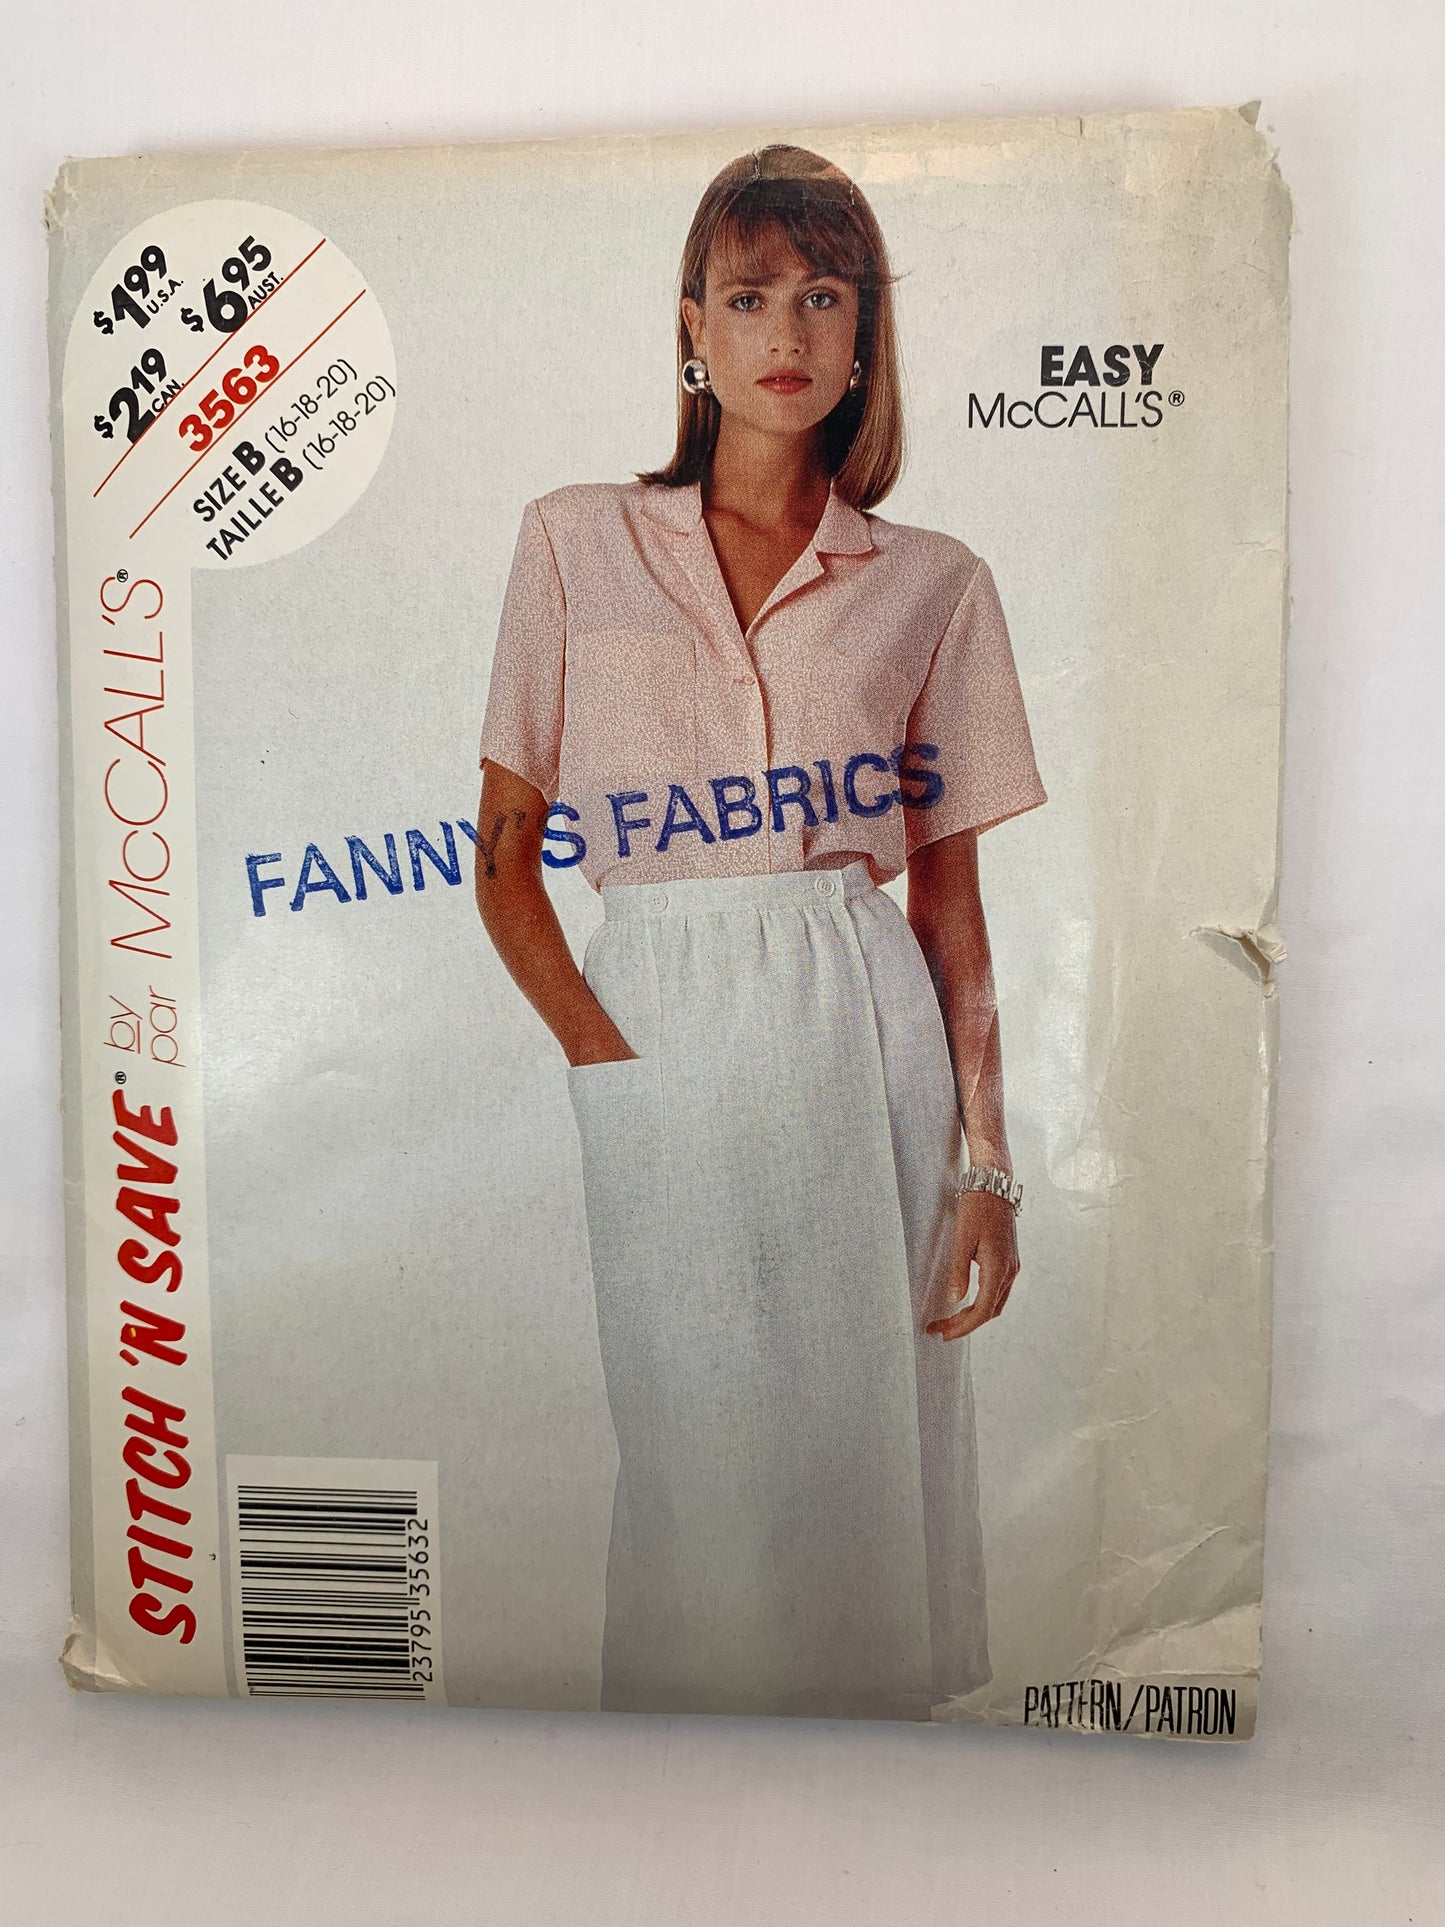 $1.99 U.S.A.
$6.95 AUST.
$2.19 CAN.
3563
SIZE B (16-18-20)
TAILLE B (16-18-20)
EASY
McCALL'S®
STITCH 'N SAVE® by par McCALL'S®
FANNY'S FABRICS
23795 35632
PATTERN/PATRON